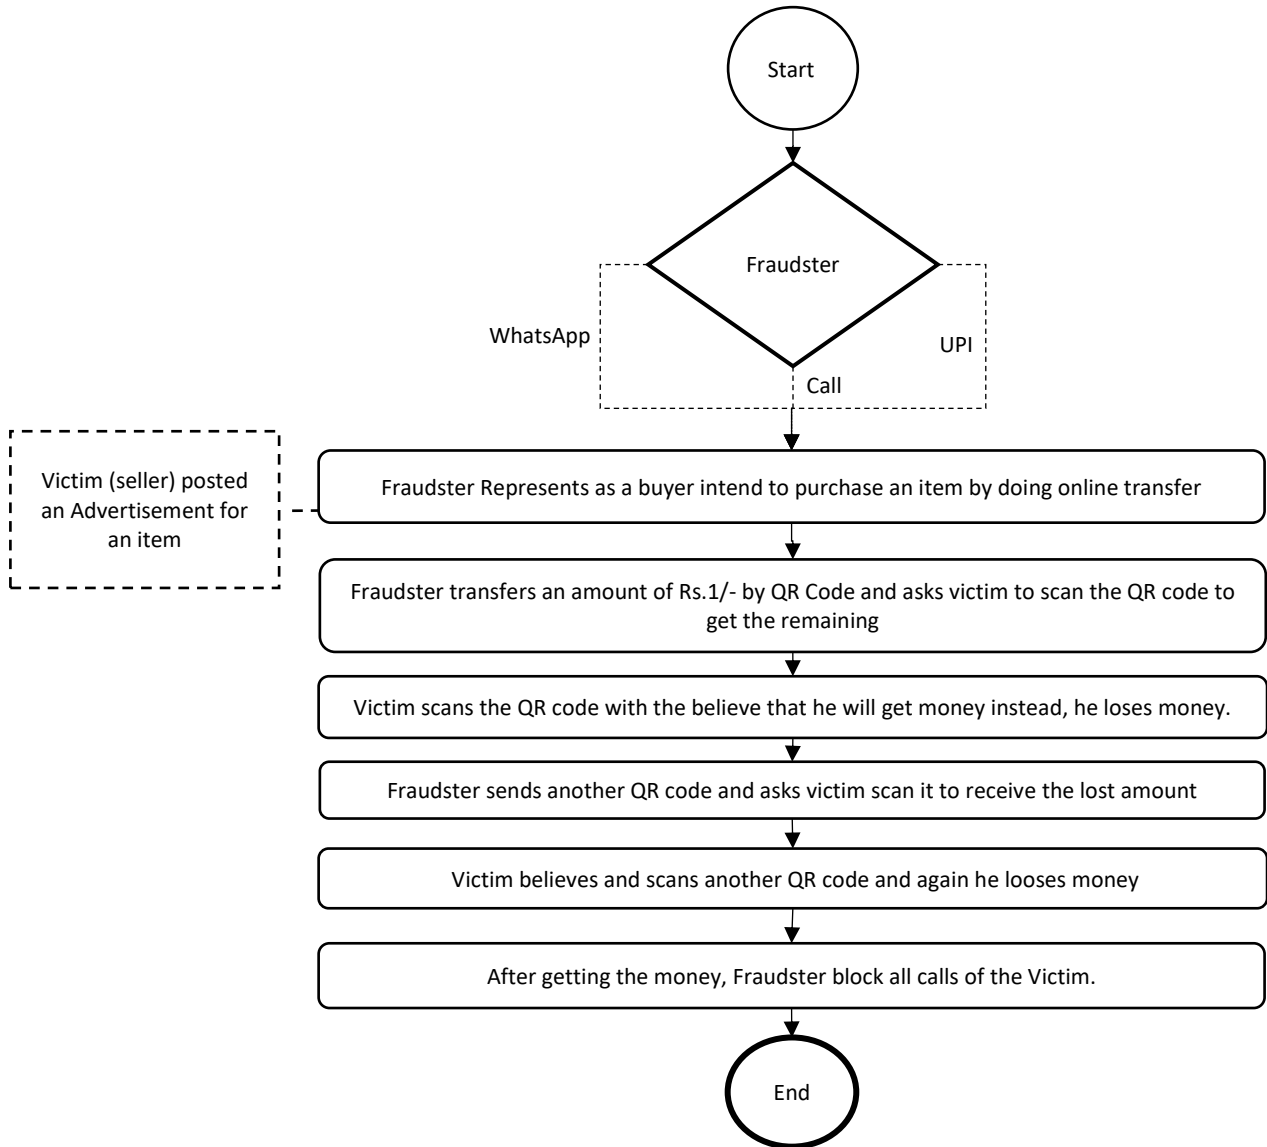 Start
Fraudster
WhatsApp
UPI
Call
Victim (seller) posted
an Advertisement for
an item
Fraudster Represents as a buyer intend to purchase an item by doing online transfer
Fraudster transfers an amount of Rs.1/- by QR Code and asks victim to scan the QR code to
get the remaining
Victim scans the QR code with the believe that he will get money instead, he loses money.
Fraudster sends another QR code and asks victim scan it to receive the lost amount
Victim believes and scans another QR code and again he looses money
After getting the money, Fraudster block all calls of the Victim.
End